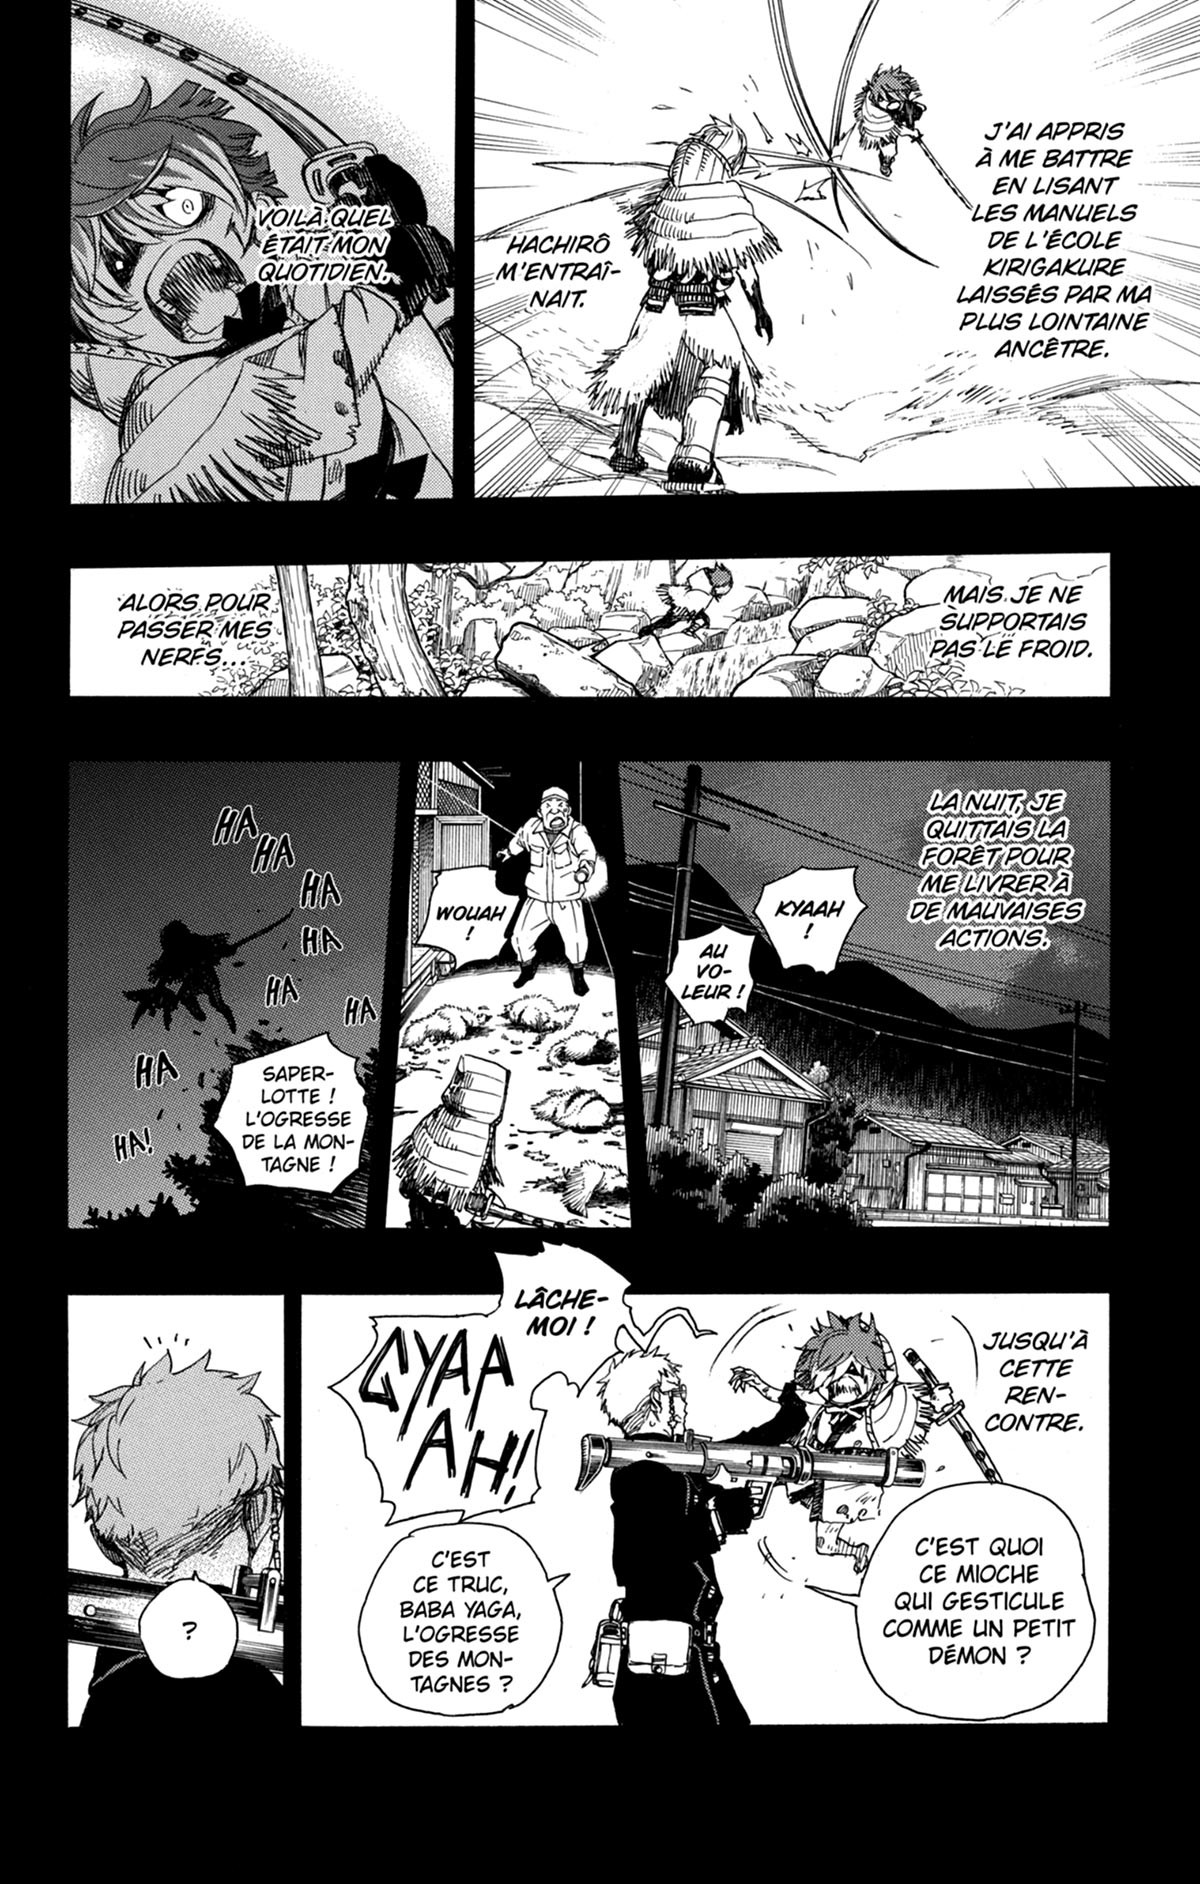 J'AI APPRIS
À ME BATTRE
EN LISANT
LES MANUELS
DE L'ÉCOLE
KIRIGAKURE
LAISSÉS PAR MA
PLUS LOINTAINE
ANCÊTRE.
HACHIRÔ
M'ENTRAÎ-
NAIT.
VOILÀ QUEL
ÉTAIT MON
QUOTIDIEN.
MAIS JE NE
SUPPORTAIS
PAS LE FROID.
ALORS POUR
PASSER MES
NERFS...
LA NUIT, JE
QUITTAIS LA
FORÊT POUR
ME LIVRER À
DE MAUVAISES
ACTIONS.
KYAAH
!
AU
VO-
LEUR !
WOUAH
!
HA
HA
HA
HA
HA
HA
HA
HA!
SAPER-
LOTTE !
L'OGRESSE
DE LA MON-
TAGNE !
JUSQU'À
CETTE
REN-
CONTRE.
LÂCHE-
MOI !
GYAA
AH!
C'EST QUOI
CE MIOCHE
QUI GESTICULE
COMME UN PETIT
DÉMON ?
C'EST
CE TRUC,
BABA YAGA,
L'OGRESSE
DES MON-
TAGNES ?
?